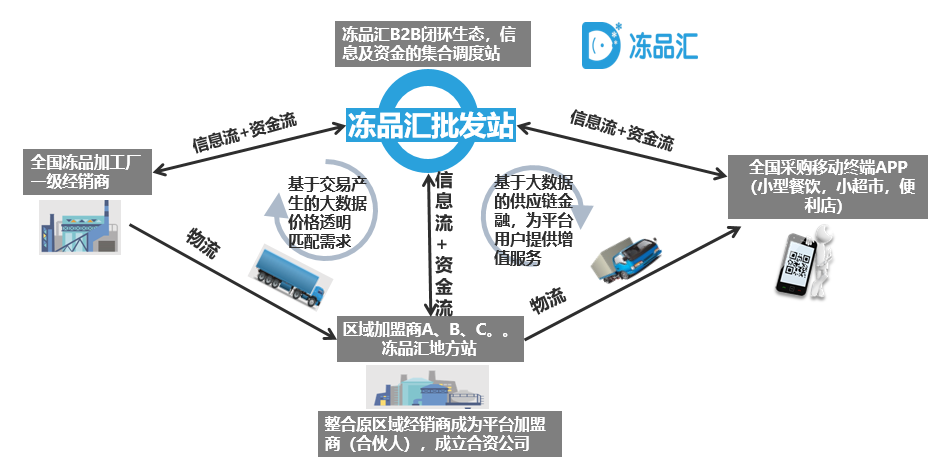 冻品汇B2B闭环生态，信
息及资金的集合调度站
冻品汇
冻品汇批发站
信息流+资金流
信息流+资金流
全国冻品加工厂
一级经销商
基于交易产
生的大数据
价格透明
匹配需求
信息流+资金流
基于大数据
的供应链金
融，为平台
用户提供增
值服务
全国采购移动终端APP
(小型餐饮，小超市，便
利店)
物流
物流
区域加盟商A、B、C。。
冻品汇地方站
整合原区域经销商成为平台加盟
商（合伙人），成立合资公司